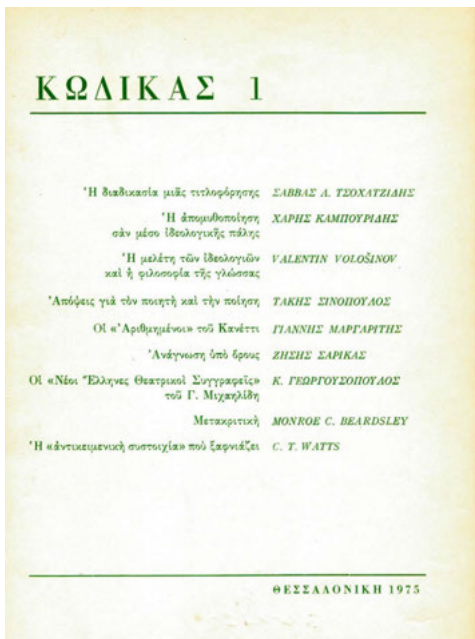 ΚΩΔΙΚΑΣ 1
Ἡ διαδικασία μιᾶς τιτλοφόρησης ΣΑΒΒΑΣ Λ. ΤΣΟΧΑΤΖΙΔΗΣ
Ἡ ἀπομυθοποίηση ΧΑΡΗΣ ΚΑΜΠΟΥΡΙΔΗΣ
σὰν μέσο ἰδεολογικῆς πάλης
Ἡ μελέτη τῶν ἰδεολογιῶν VALENTIN VOLOŠINOV
καὶ ἡ φιλοσοφία τῆς γλώσσας
Ἀπόψεις γιὰ τὸν ποιητὴ καὶ τὴν ποίηση ΤΑΚΗΣ ΣΙΝΟΠΟΥΛΟΣ
Οἱ «Ἀριθμημένοι» τοῦ Κανέττι ΓΙΑΝΝΗΣ ΜΑΡΓΑΡΙΤΗΣ
Ἀνάγνωση ὑπὸ ὅρους ΖΗΣΗΣ ΣΑΡΙΚΑΣ
Οἱ «Νέοι Ἕλληνες Θεατρικοὶ Συγγραφεῖς» Κ. ΓΕΩΡΓΟΥΣΟΠΟΥΛΟΣ
τοῦ Γ. Μιχαηλίδη
Μετακριτικὴ MONROE C. BEARDSLEY
Ἡ «ἀντικειμενικὴ συστοιχία» ποὺ ξαφνιάζει C. T. WATTS
ΘΕΣΣΑΛΟΝΙΚΗ 1975